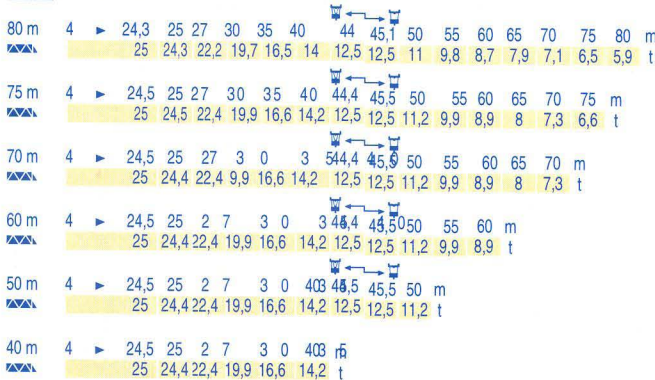 80 m 4 ► 24,3 25 27 30 35 40 44 45,1 50 55 60 65 70 75 80 m
25 24,3 22,2 19,7 16,5 14 12,5 12,5 11 9,8 8,7 7,9 7,1 6,5 5,9 t
75 m 4 ► 24,5 25 27 30 35 40 44,4 45,5 50 55 60 65 70 75 m
25 24,5 22,4 19,9 16,6 14,2 12,5 12,5 11,2 9,9 8,9 8 7,3 6,6 t
70 m 4 ► 24,5 25 27 3 0 3 5 44,4 4 45,5 0 50 55 60 65 70 m
25 24,4 22,4 9,9 16,6 14,2 12,5 12,5 11,2 9,9 8,9 8 7,3 t
60 m 4 ► 24,5 25 2 7 3 0 3 44,4 45,5 50 55 60 m
25 24,4 22,4 19,9 16,6 14,2 12,5 12,5 11,2 9,9 8,9 t
50 m 4 ► 24,5 25 2 7 3 0 40 3 45,5 50 m
25 24,4 22,4 19,9 16,6 14,2 12,5 12,5 11,2 t
40 m 4 ► 24,5 25 2 7 3 0 40 3 5 m
25 24,4 22,4 19,9 16,6 14,2 t